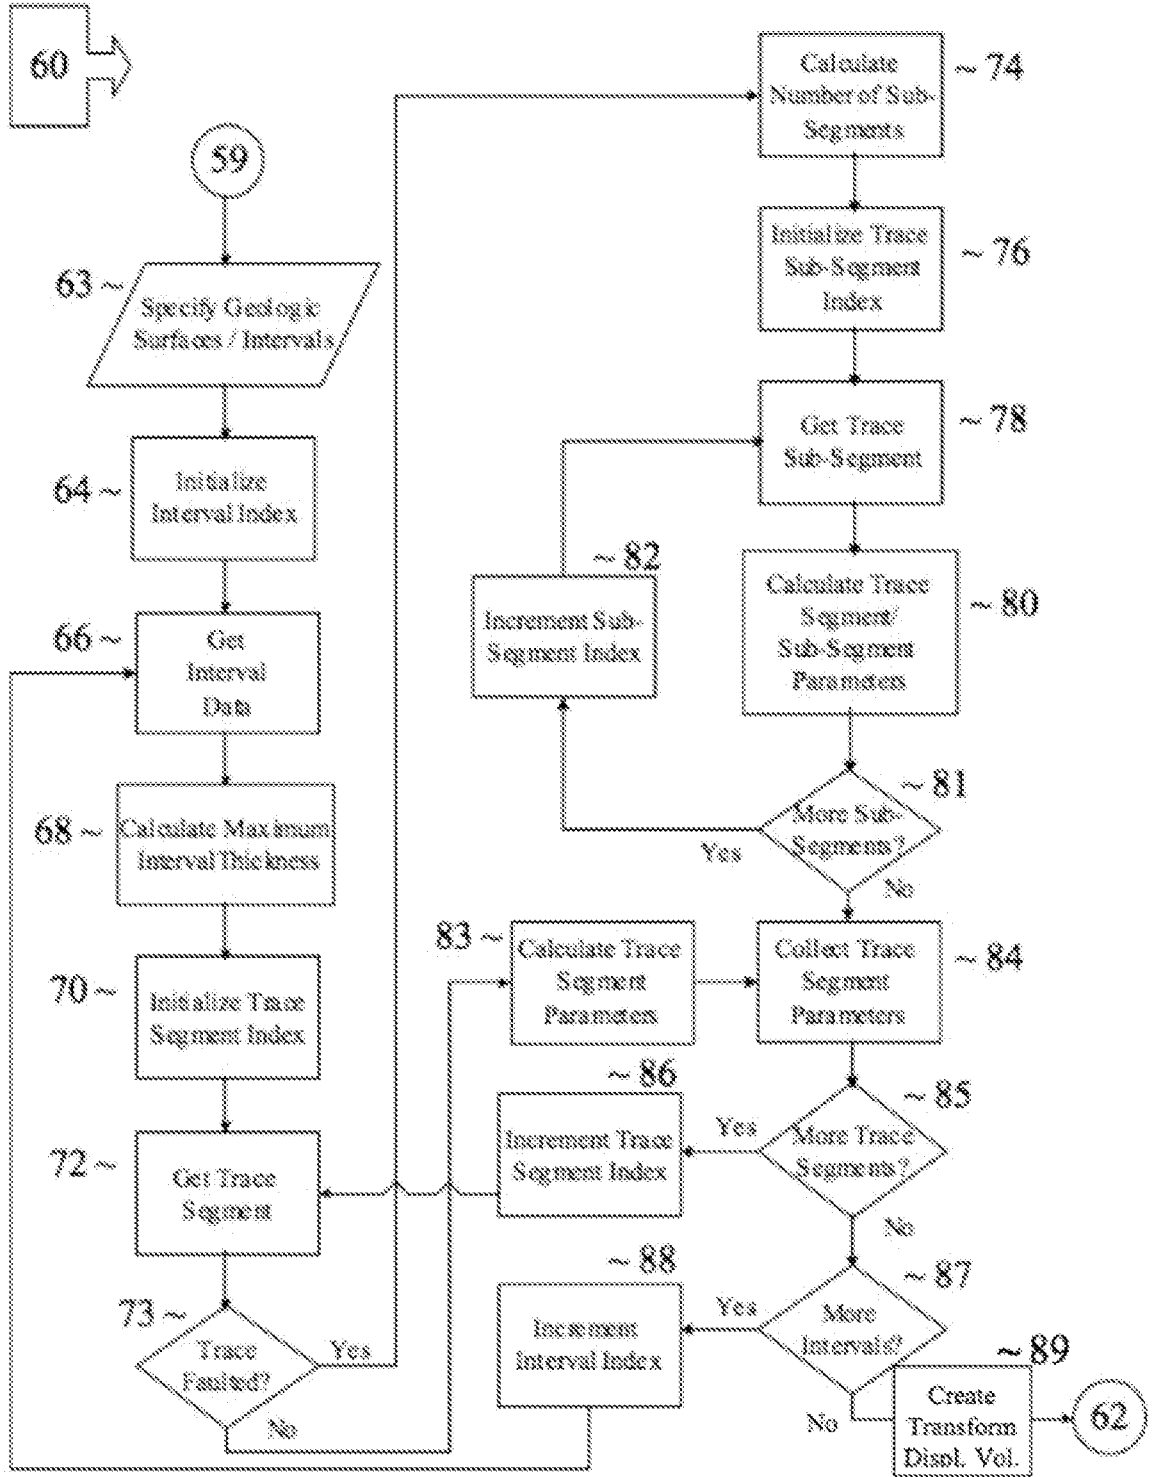 60
59
63 ~
Specify Geologic
Surfaces / Intervals
64 ~
Initialize
Interval Index
66 ~
Get
Interval
Data
68 ~
Calculate Maximum
Interval Thickness
70 ~
Initialize Trace
Segment Index
72 ~
Get Trace
Segment
73 ~
Trace
Faulted?
Yes
No
Calculate
Number of Sub-
Segments
~ 74
Initialize Trace
Sub-Segment
Index
~ 76
Get Trace
Sub-Segment
~ 78
Calculate Trace
Segment/
Sub-Segment
Parameters
~ 80
~ 82
Increment Sub-
Segment Index
~ 81
More Sub-
Segments?
Yes
No
83 ~
Calculate Trace
Segment
Parameters
Collect Trace
Segment
Parameters
~ 84
~ 85
More Trace
Segments?
Yes
No
~ 86
Increment Trace
Segment Index
~ 87
More
Intervals?
Yes
No
~ 88
Increment
Interval Index
~ 89
Create
Transform
Displ. Vol.
62